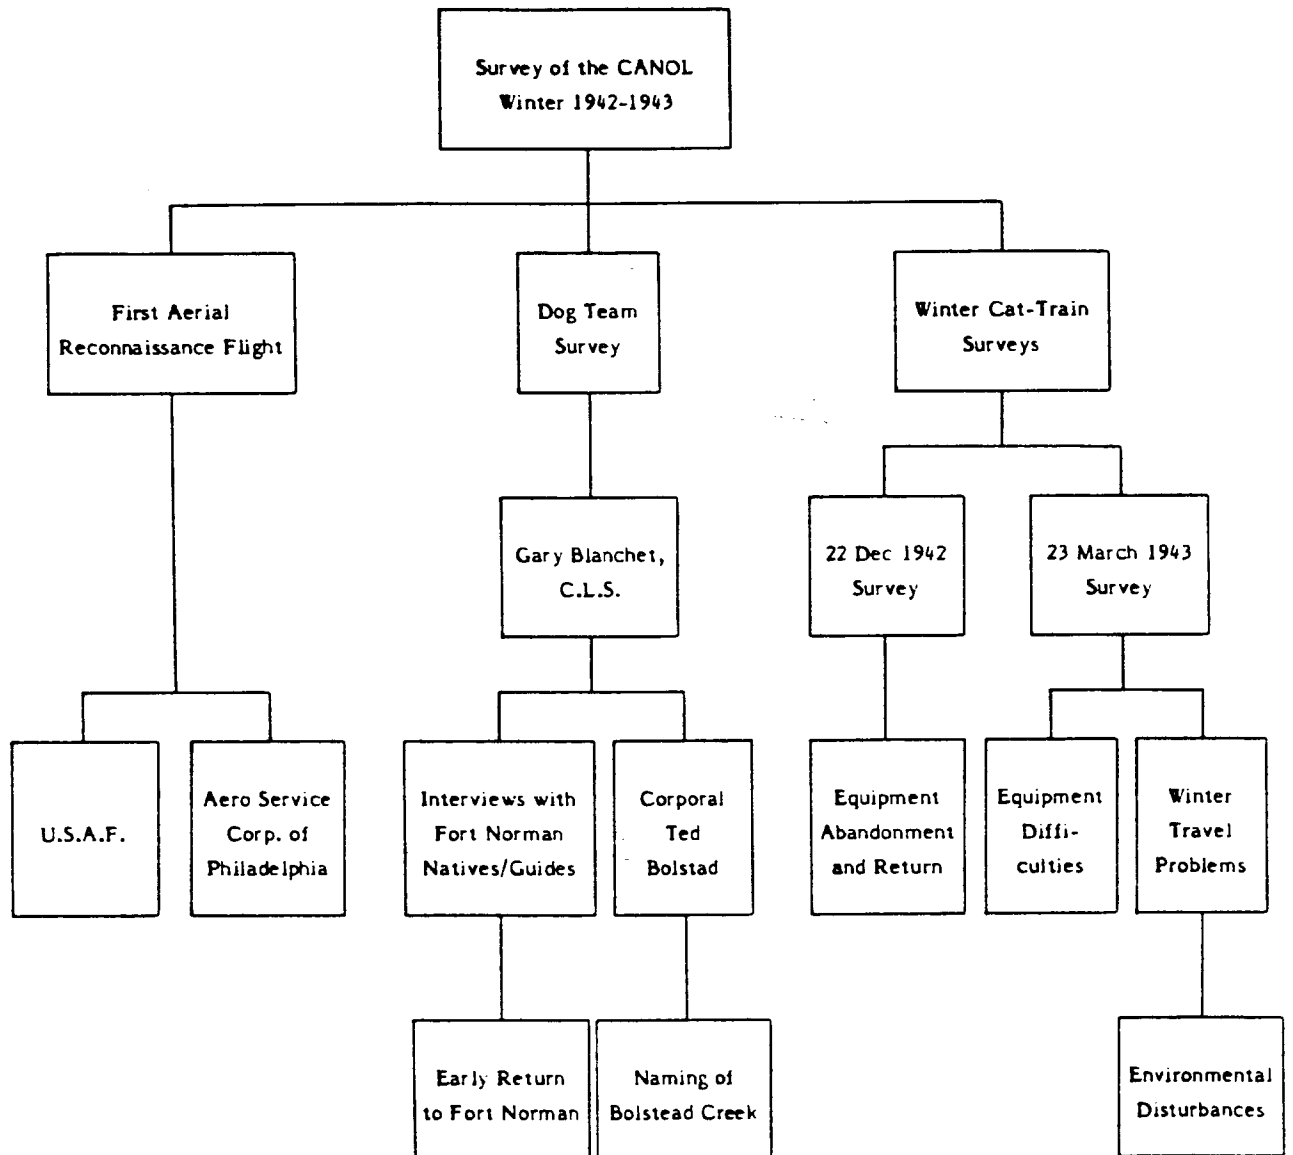 Survey of the CANOL
Winter 1942-1943
First Aerial
Reconnaissance Flight
Dog Team
Survey
Winter Cat-Train
Surveys
Gary Blanchet,
C.L.S.
22 Dec 1942
Survey
23 March 1943
Survey
U.S.A.F.
Aero Service
Corp. of
Philadelphia
Interviews with
Fort Norman
Natives/Guides
Corporal
Ted
Bolstad
Equipment
Abandonment
and Return
Equipment
Diffi-
culties
Winter
Travel
Problems
Early Return
to Fort Norman
Naming of
Bolstead Creek
Environmental
Disturbances